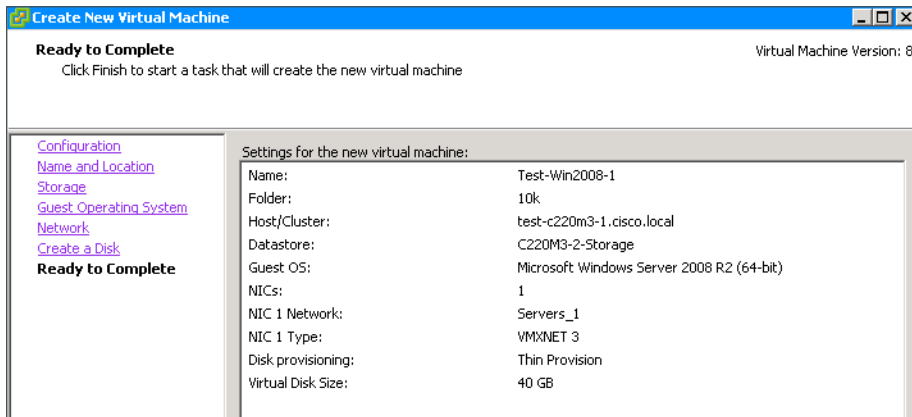 Create New Virtual Machine
Ready to Complete
Click Finish to start a task that will create the new virtual machine
Virtual Machine Version: 8
Configuration
Name and Location
Storage
Guest Operating System
Network
Create a Disk
Ready to Complete
Settings for the new virtual machine:
Name: Test-Win2008-1
Folder: 10k
Host/Cluster: test-c220m3-1.cisco.local
Datastore: C220M3-2-Storage
Guest OS: Microsoft Windows Server 2008 R2 (64-bit)
NICs: 1
NIC 1 Network: Servers_1
NIC 1 Type: VMXNET 3
Disk provisioning: Thin Provision
Virtual Disk Size: 40 GB